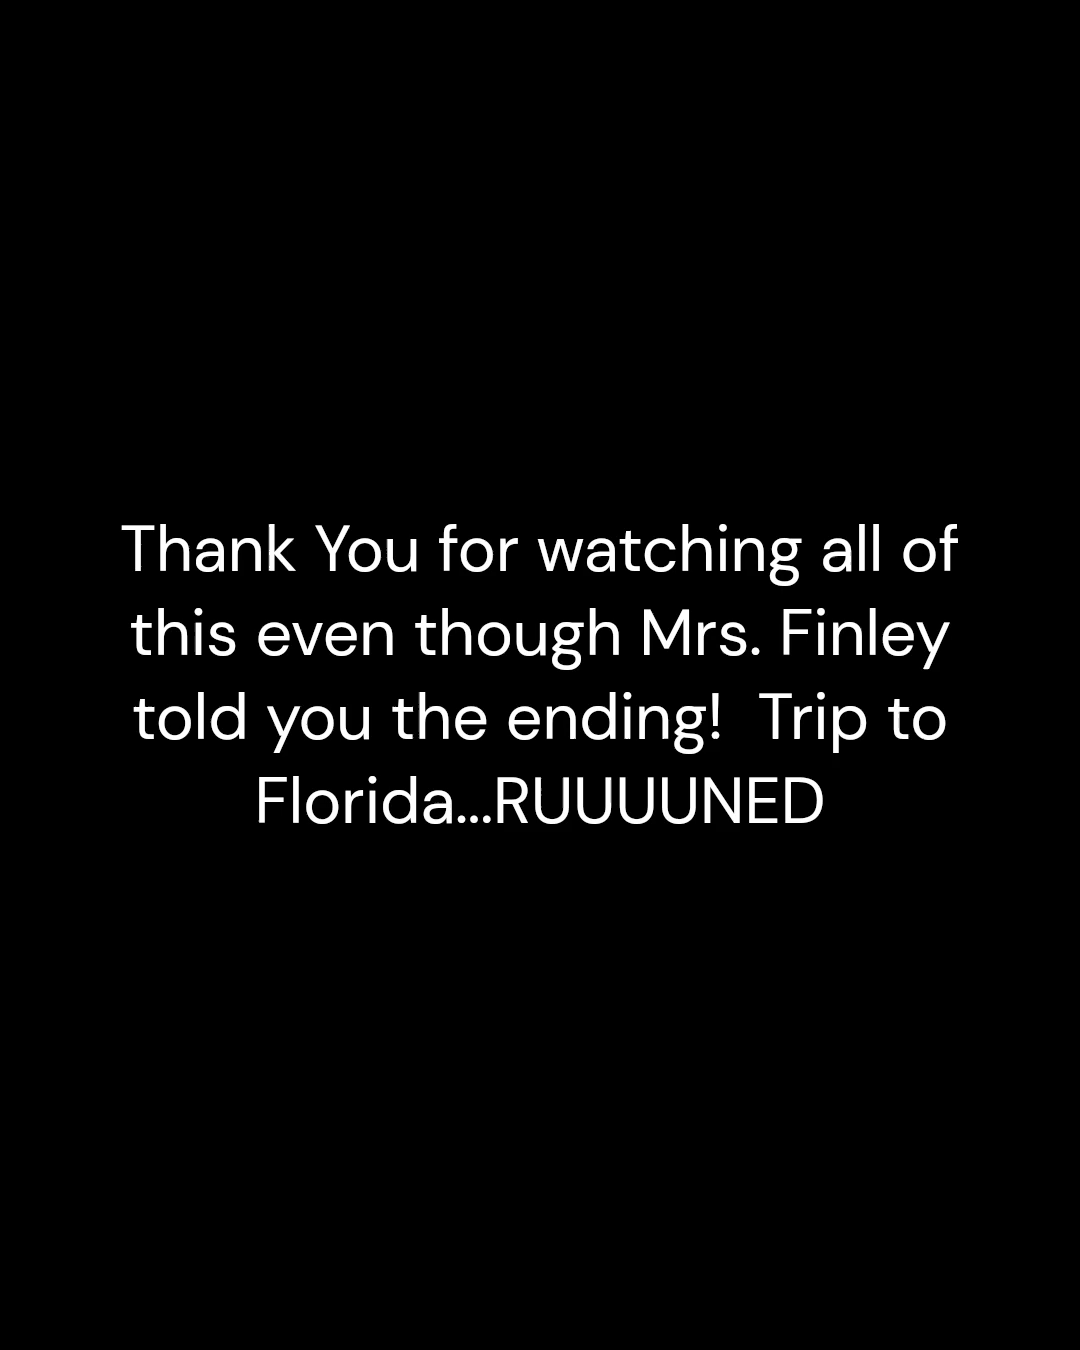 Thank You for watching all of
this even though Mrs. Finley
told you the ending!  Trip to
Florida...RUUUUNED